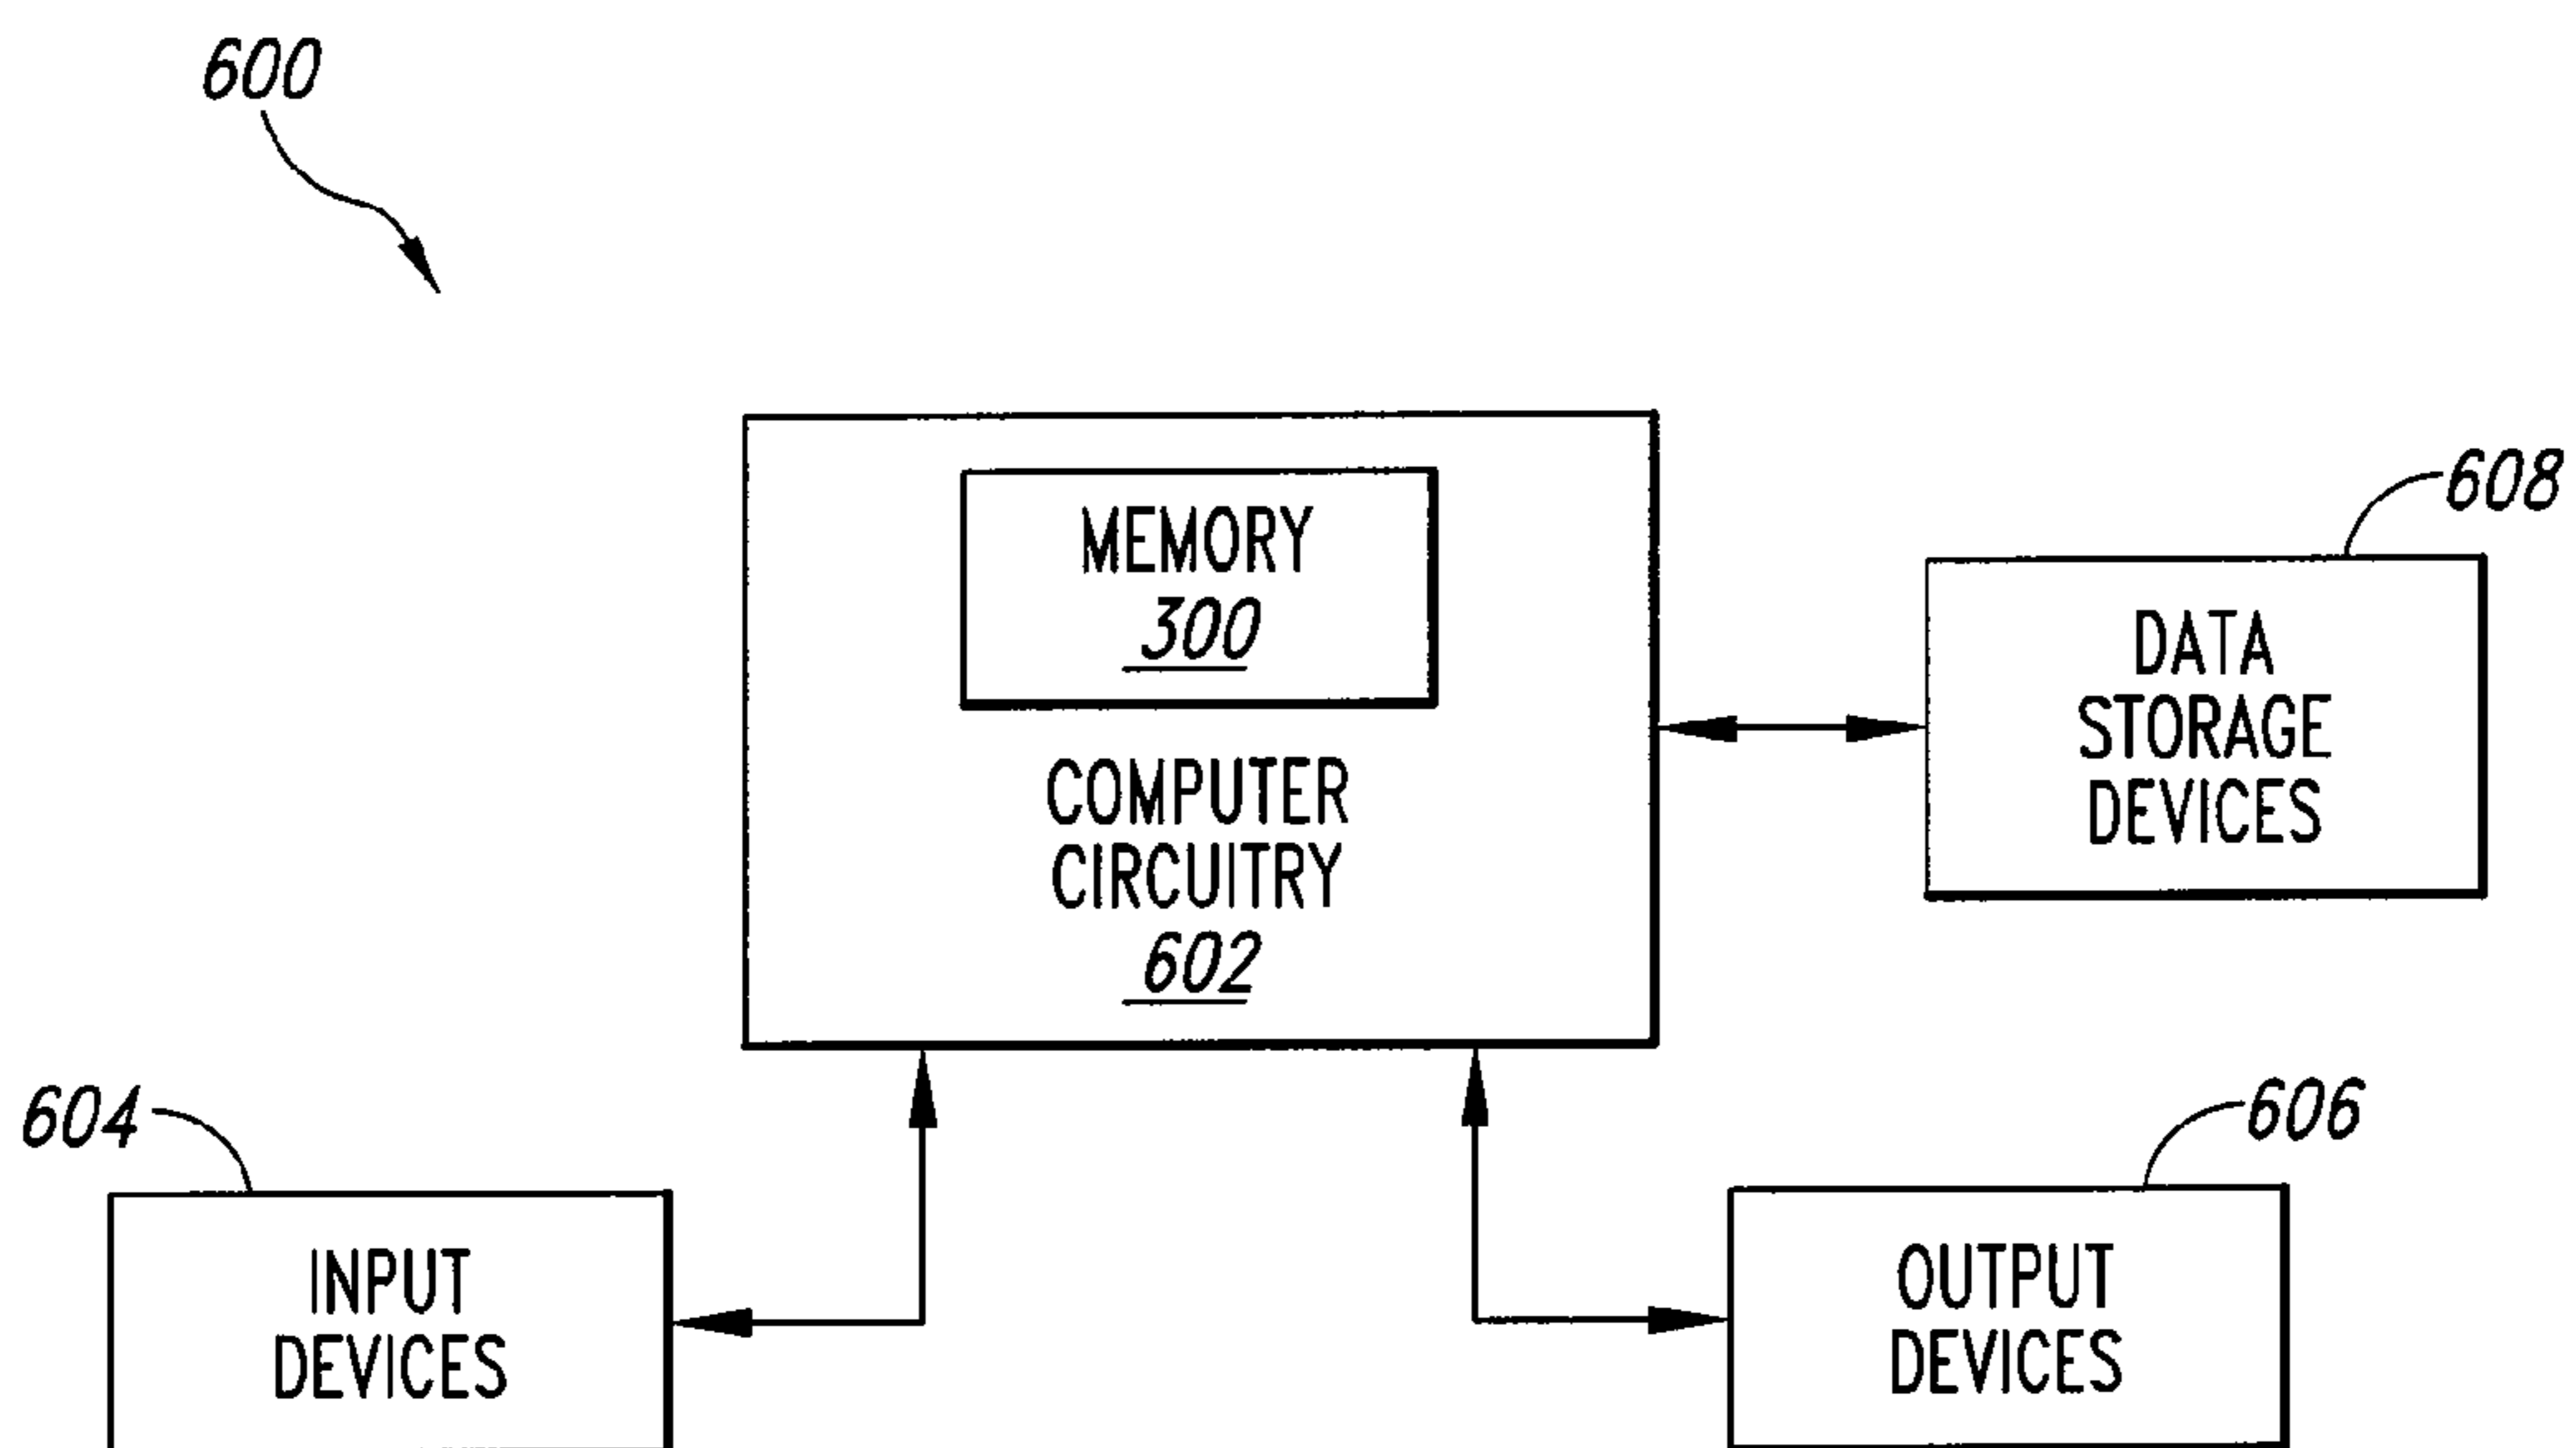 600
MEMORY
300
COMPUTER
CIRCUITRY
602
608
DATA
STORAGE
DEVICES
604
INPUT
DEVICES
606
OUTPUT
DEVICES